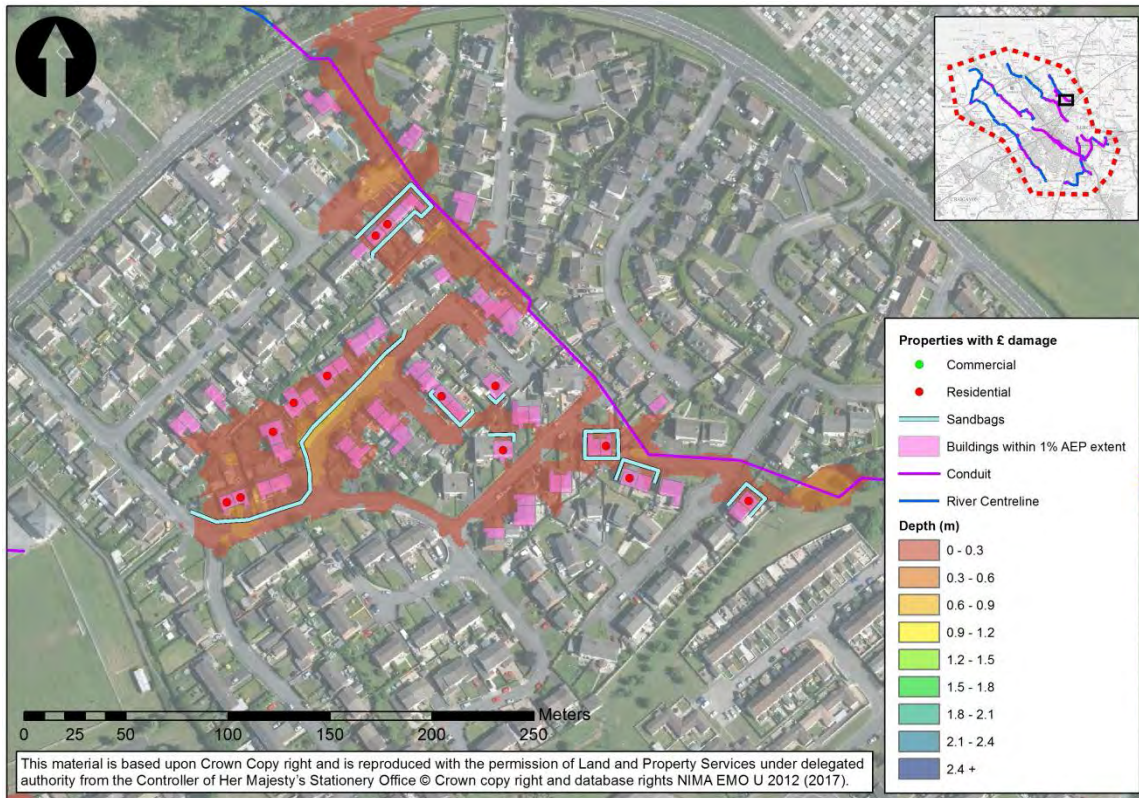 Properties with £ damage
Commercial
Residential
Sandbags
Buildings within 1% AEP extent
Conduit
River Centreline
Depth (m)
0 - 0.3
0.3 - 0.6
0.6 - 0.9
0.9 - 1.2
1.2 - 1.5
1.5 - 1.8
1.8 - 2.1
2.1 - 2.4
2.4 +
Meters
0 25 50 100 150 200 250
This material is based upon Crown Copy right and is reproduced with the permission of Land and Property Services under delegated
authority from the Controller of Her Majesty's Stationery Office © Crown copy right and database rights NIMA EMO U 2012 (2017).